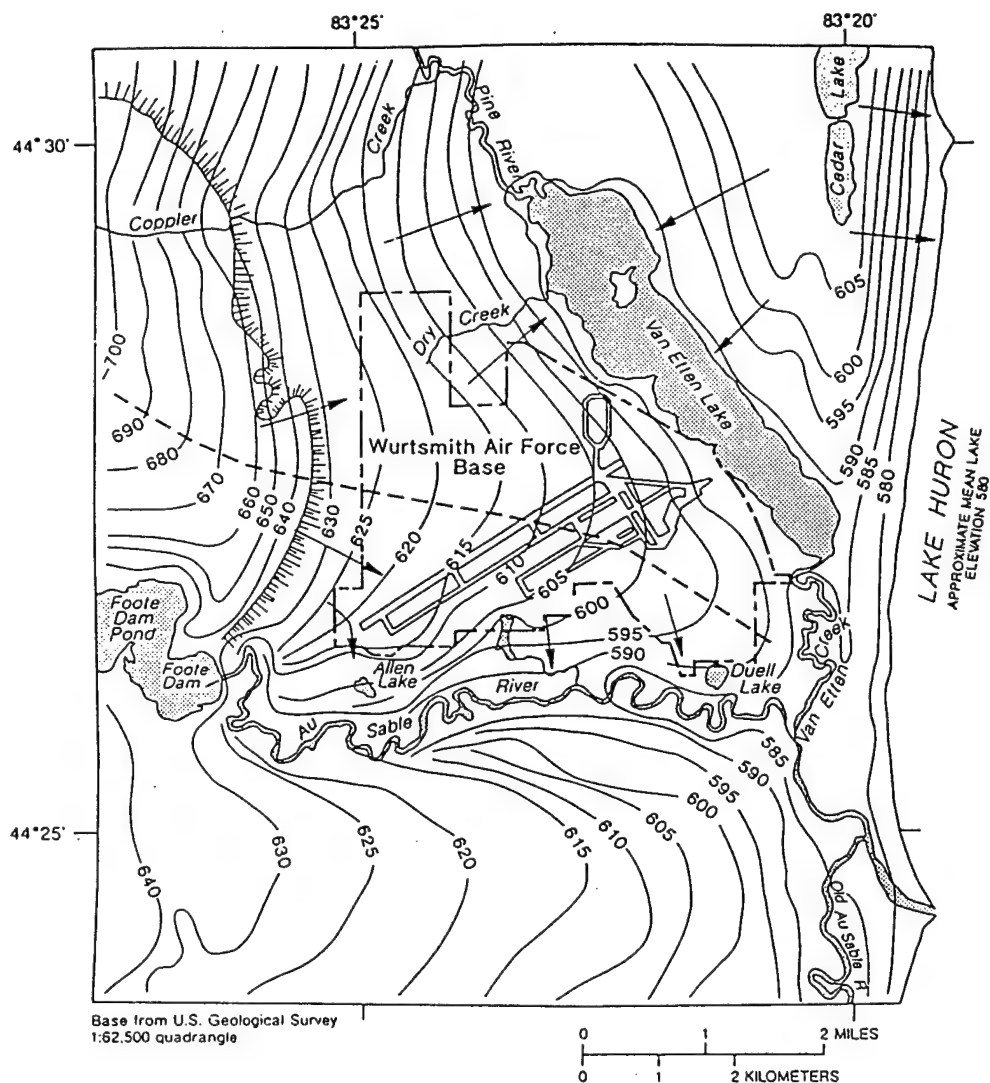 83°25'
83°20'
44°30'
Coppler
Creek
Pine
River
Cedar
Lake
Dry Creek
Van Etten Lake
605
600
595
590
585
580
-700
690
680
670
660
650
640
630
625
620
615
610
605
600
595
590
Wurtsmith Air Force
Base
LAKE HURON
APPROXIMATE MEAN LAKE
ELEVATION 580
Foote
Dam
Pond
Foote
Dam
Allen
Lake
Duell
Lake
Au
Sable
River
Van Etten
Creek
585
590
595
600
605
610
615
620
625
630
640
44°25'
Old Au Sable R
Base from U.S. Geological Survey
1:62,500 quadrangle
0 1 2 MILES
0 1 2 KILOMETERS